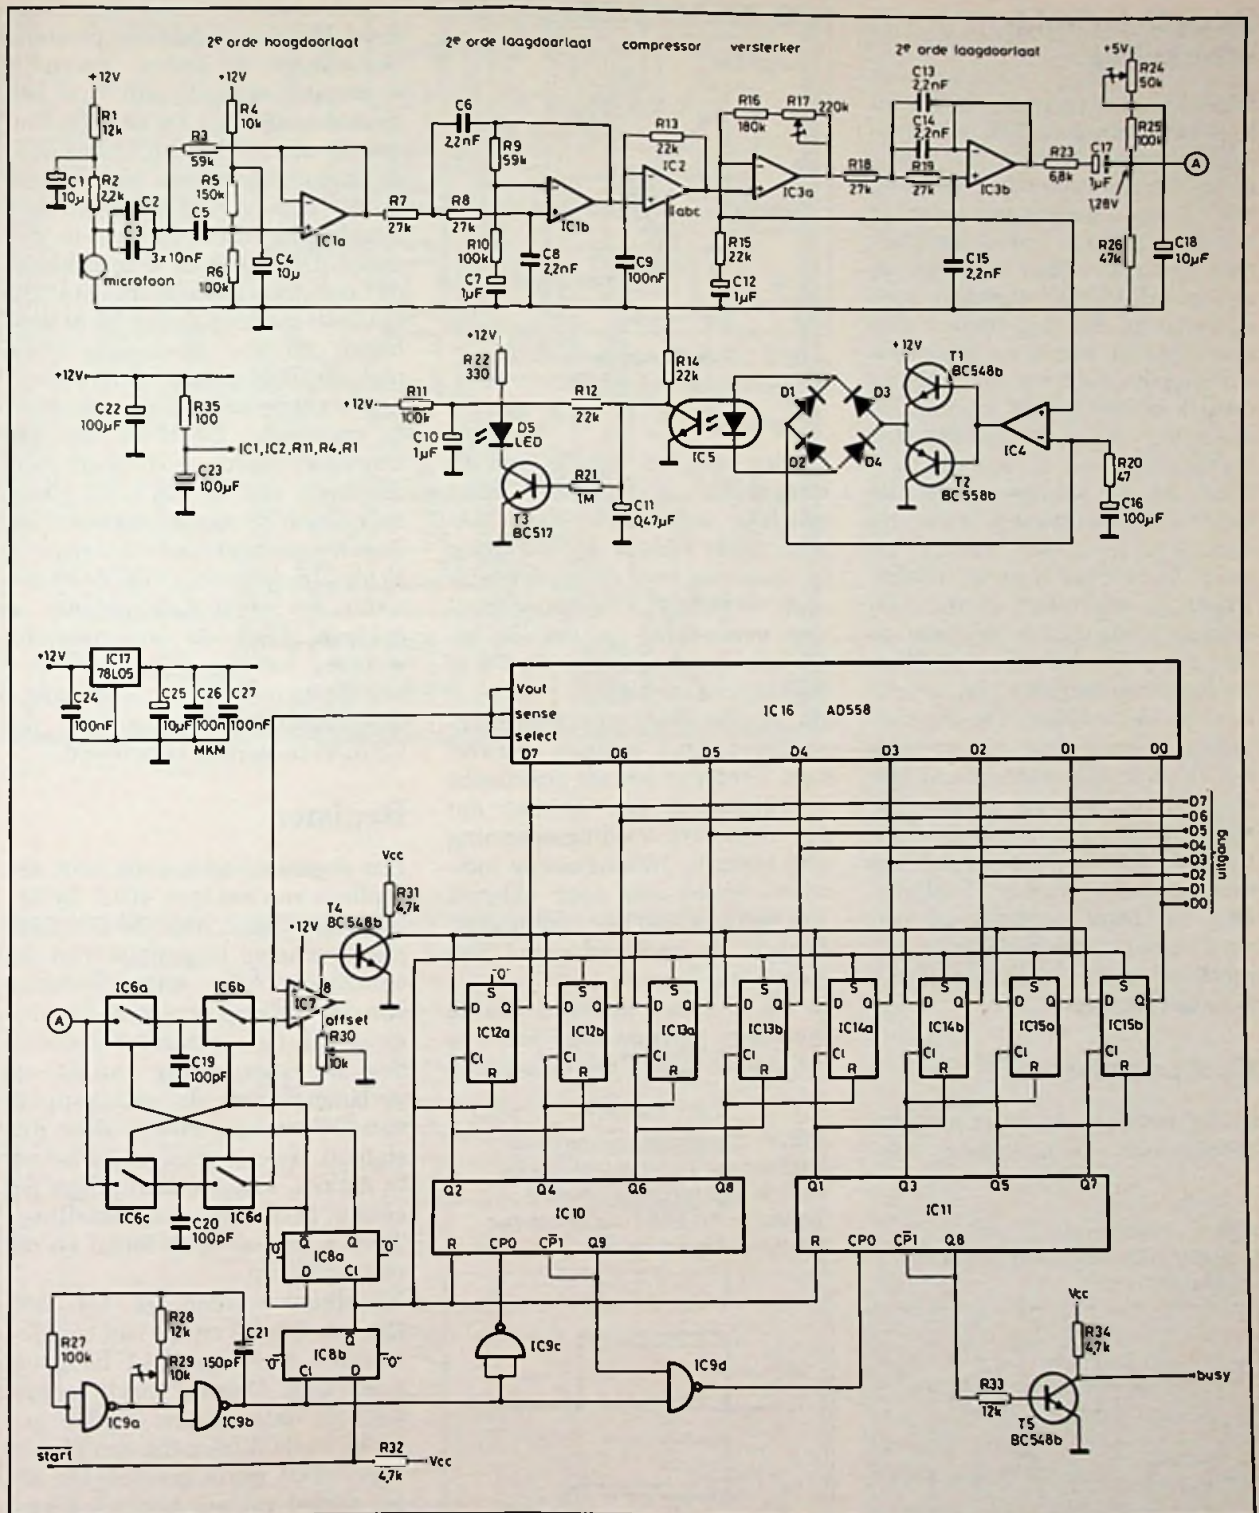 2e orde hoogdoorlaat 2e orde laagdoorlaat compressor versterker 2e orde laagdoorlaat
+12V
R1
12k
C1
10µ
R2
2,2k
C2
C3
3x10nF
microfoon
R3
59k
C5
+12V
R4
10k
R5
150k
R6
100k
C4
10µ
IC1a
R7
27k
C6
2,2nF
R8
27k
R9
59k
R10
100k
C7
1µF
C8
2,2nF
IC1b
C9
100nF
R13
22k
IC2
Iabc
R16
180k
R17
220k
IC3a
R15
22k
C12
1µF
R18
27k
C13
2,2nF
C14
2,2nF
R19
27k
C15
2,2nF
IC3b
R23
6,8k
C17
1µF
1,28V
+5V
R24
50k
R25
100k
R26
47k
C18
10µF
A
+12V
C22
100µF
R35
100
IC1,IC2,R11,R4,R1
C23
100µF
+12V
R11
100k
C10
1µF
+12V
R22
330
D5
LED
T3
BC517
R12
22k
R21
1M
C11
0,47µF
R14
22k
IC5
D1
D3
D2
D4
+12V
T1
BC548b
T2
BC558b
IC4
R20
47
C16
100µF
+12V
IC17
78L05
C24
100nF
C25
10µF
C26
100n
C27
100nF
MKM
Vout
sense
select
IC16 AD558
D7 D6 D5 D4 D3 D2 D1 D0
D7
D6
D5
D4
D3
D2
D1
D0
uitgang
Vcc
R31
4,7k
T4
BC548b
+12V
+
-
IC7
8
offset
R30
10k
A
IC6a
IC6b
C19
100pF
IC6c
IC6d
C20
100pF
"0"
S
D Q
IC12a
Cl
R
S
D Q
IC12b
Cl
R
S
D Q
IC13a
Cl
R
S
D Q
IC13b
Cl
R
S
D Q
IC14a
Cl
R
S
D Q
IC14b
Cl
R
S
D Q
IC15a
Cl
R
S
D Q
IC15b
Cl
R
Q2 Q4 Q6 Q8
IC10
R CP0 C̅P̅1 Q9
Q1 Q3 Q5 Q7
IC11
R CP0 C̅P̅1 Q8
Q̅ Q
"0" IC8a "0"
D Cl
Q̅
"0" IC8b "0"
Cl D
R27
100k
R28
12k
R29
10k
C21
150pF
IC9a
IC9b
IC9c
IC9d
s̅t̅a̅r̅t̅
R32
4,7k
Vcc
Vcc
R34
4,7k
R33
12k
T5
BC548b
busy